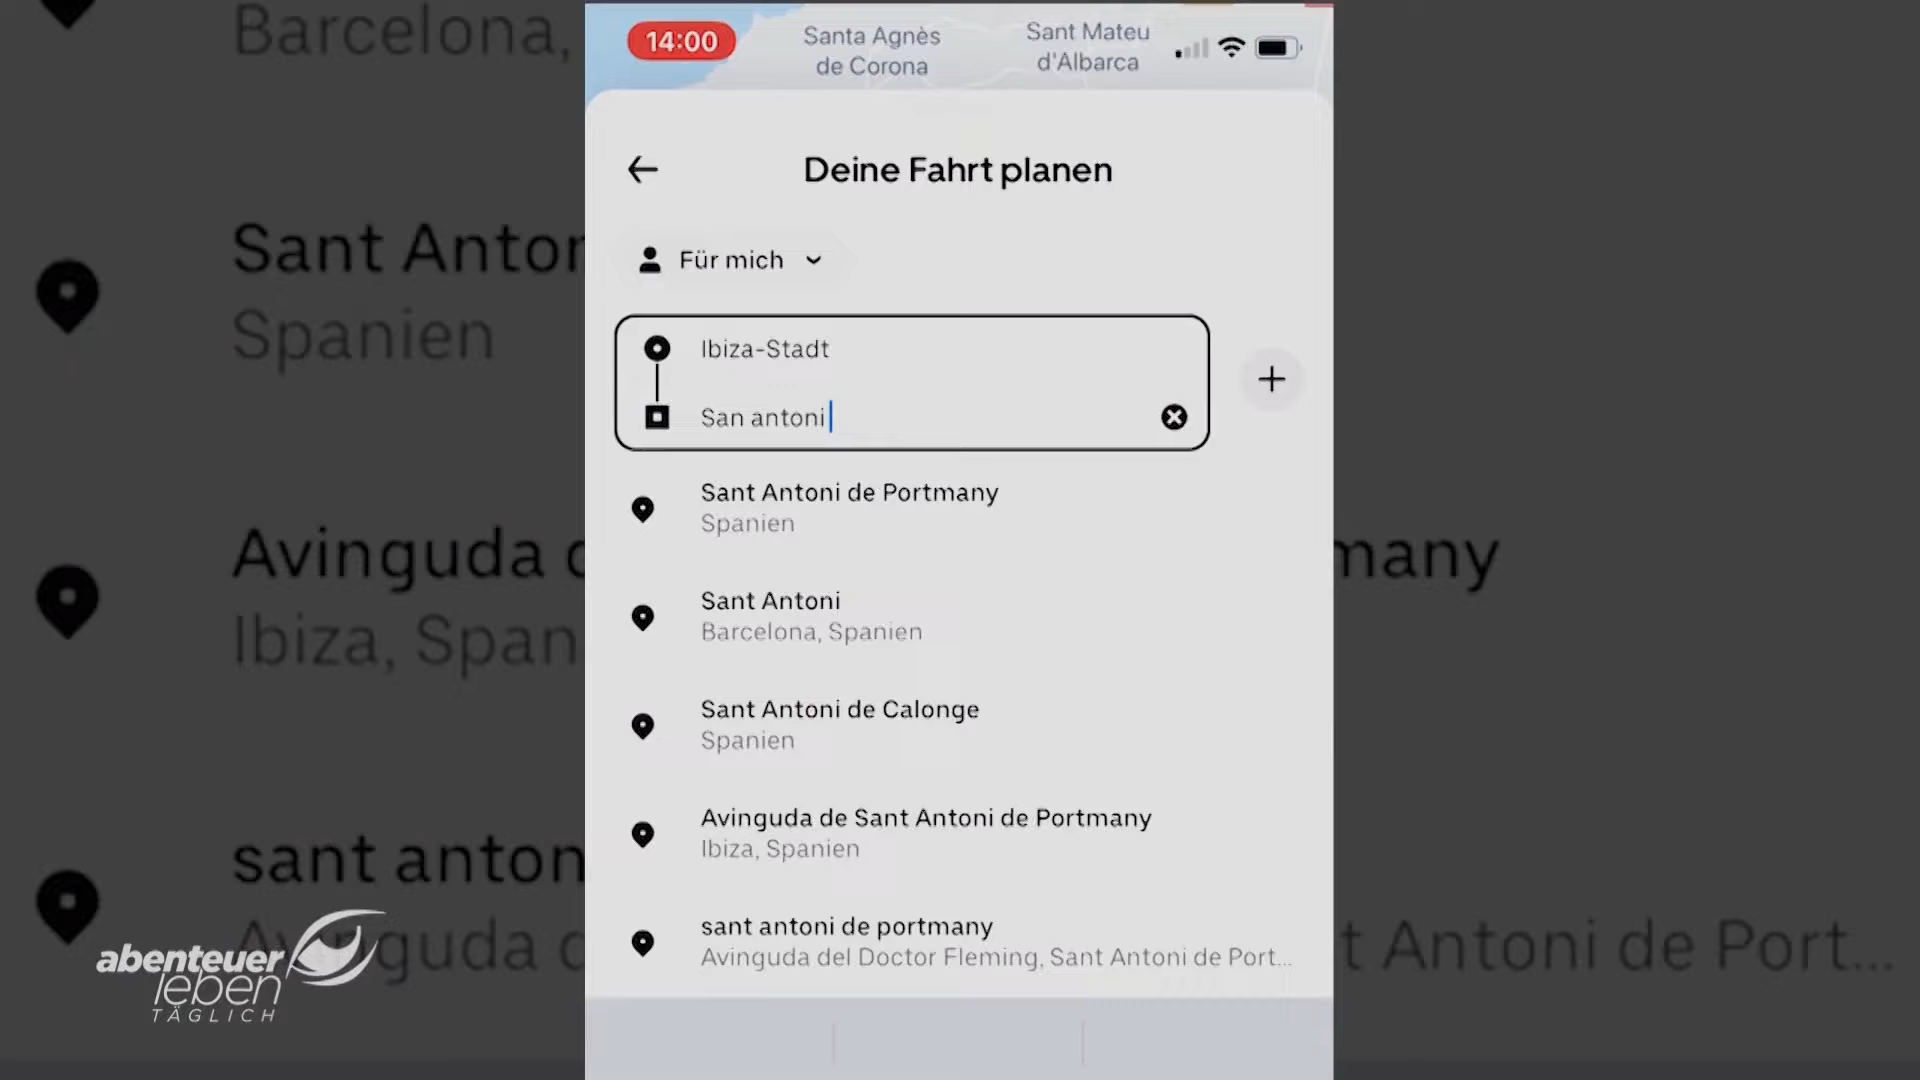 Barcelona,
Sant Anton
Spanien
Avinguda d
many
Ibiza, Span
sant anton
Avinguda d
t Antoni de Port...
14:00
Santa Agnès
de Corona
Sant Mateu
d'Albarca
Deine Fahrt planen
Für mich
Ibiza-Stadt
San antoni
Sant Antoni de Portmany
Spanien
Sant Antoni
Barcelona, Spanien
Sant Antoni de Calonge
Spanien
Avinguda de Sant Antoni de Portmany
Ibiza, Spanien
sant antoni de portmany
Avinguda del Doctor Fleming, Sant Antoni de Port...
abenteuer
leben
TÄGLICH